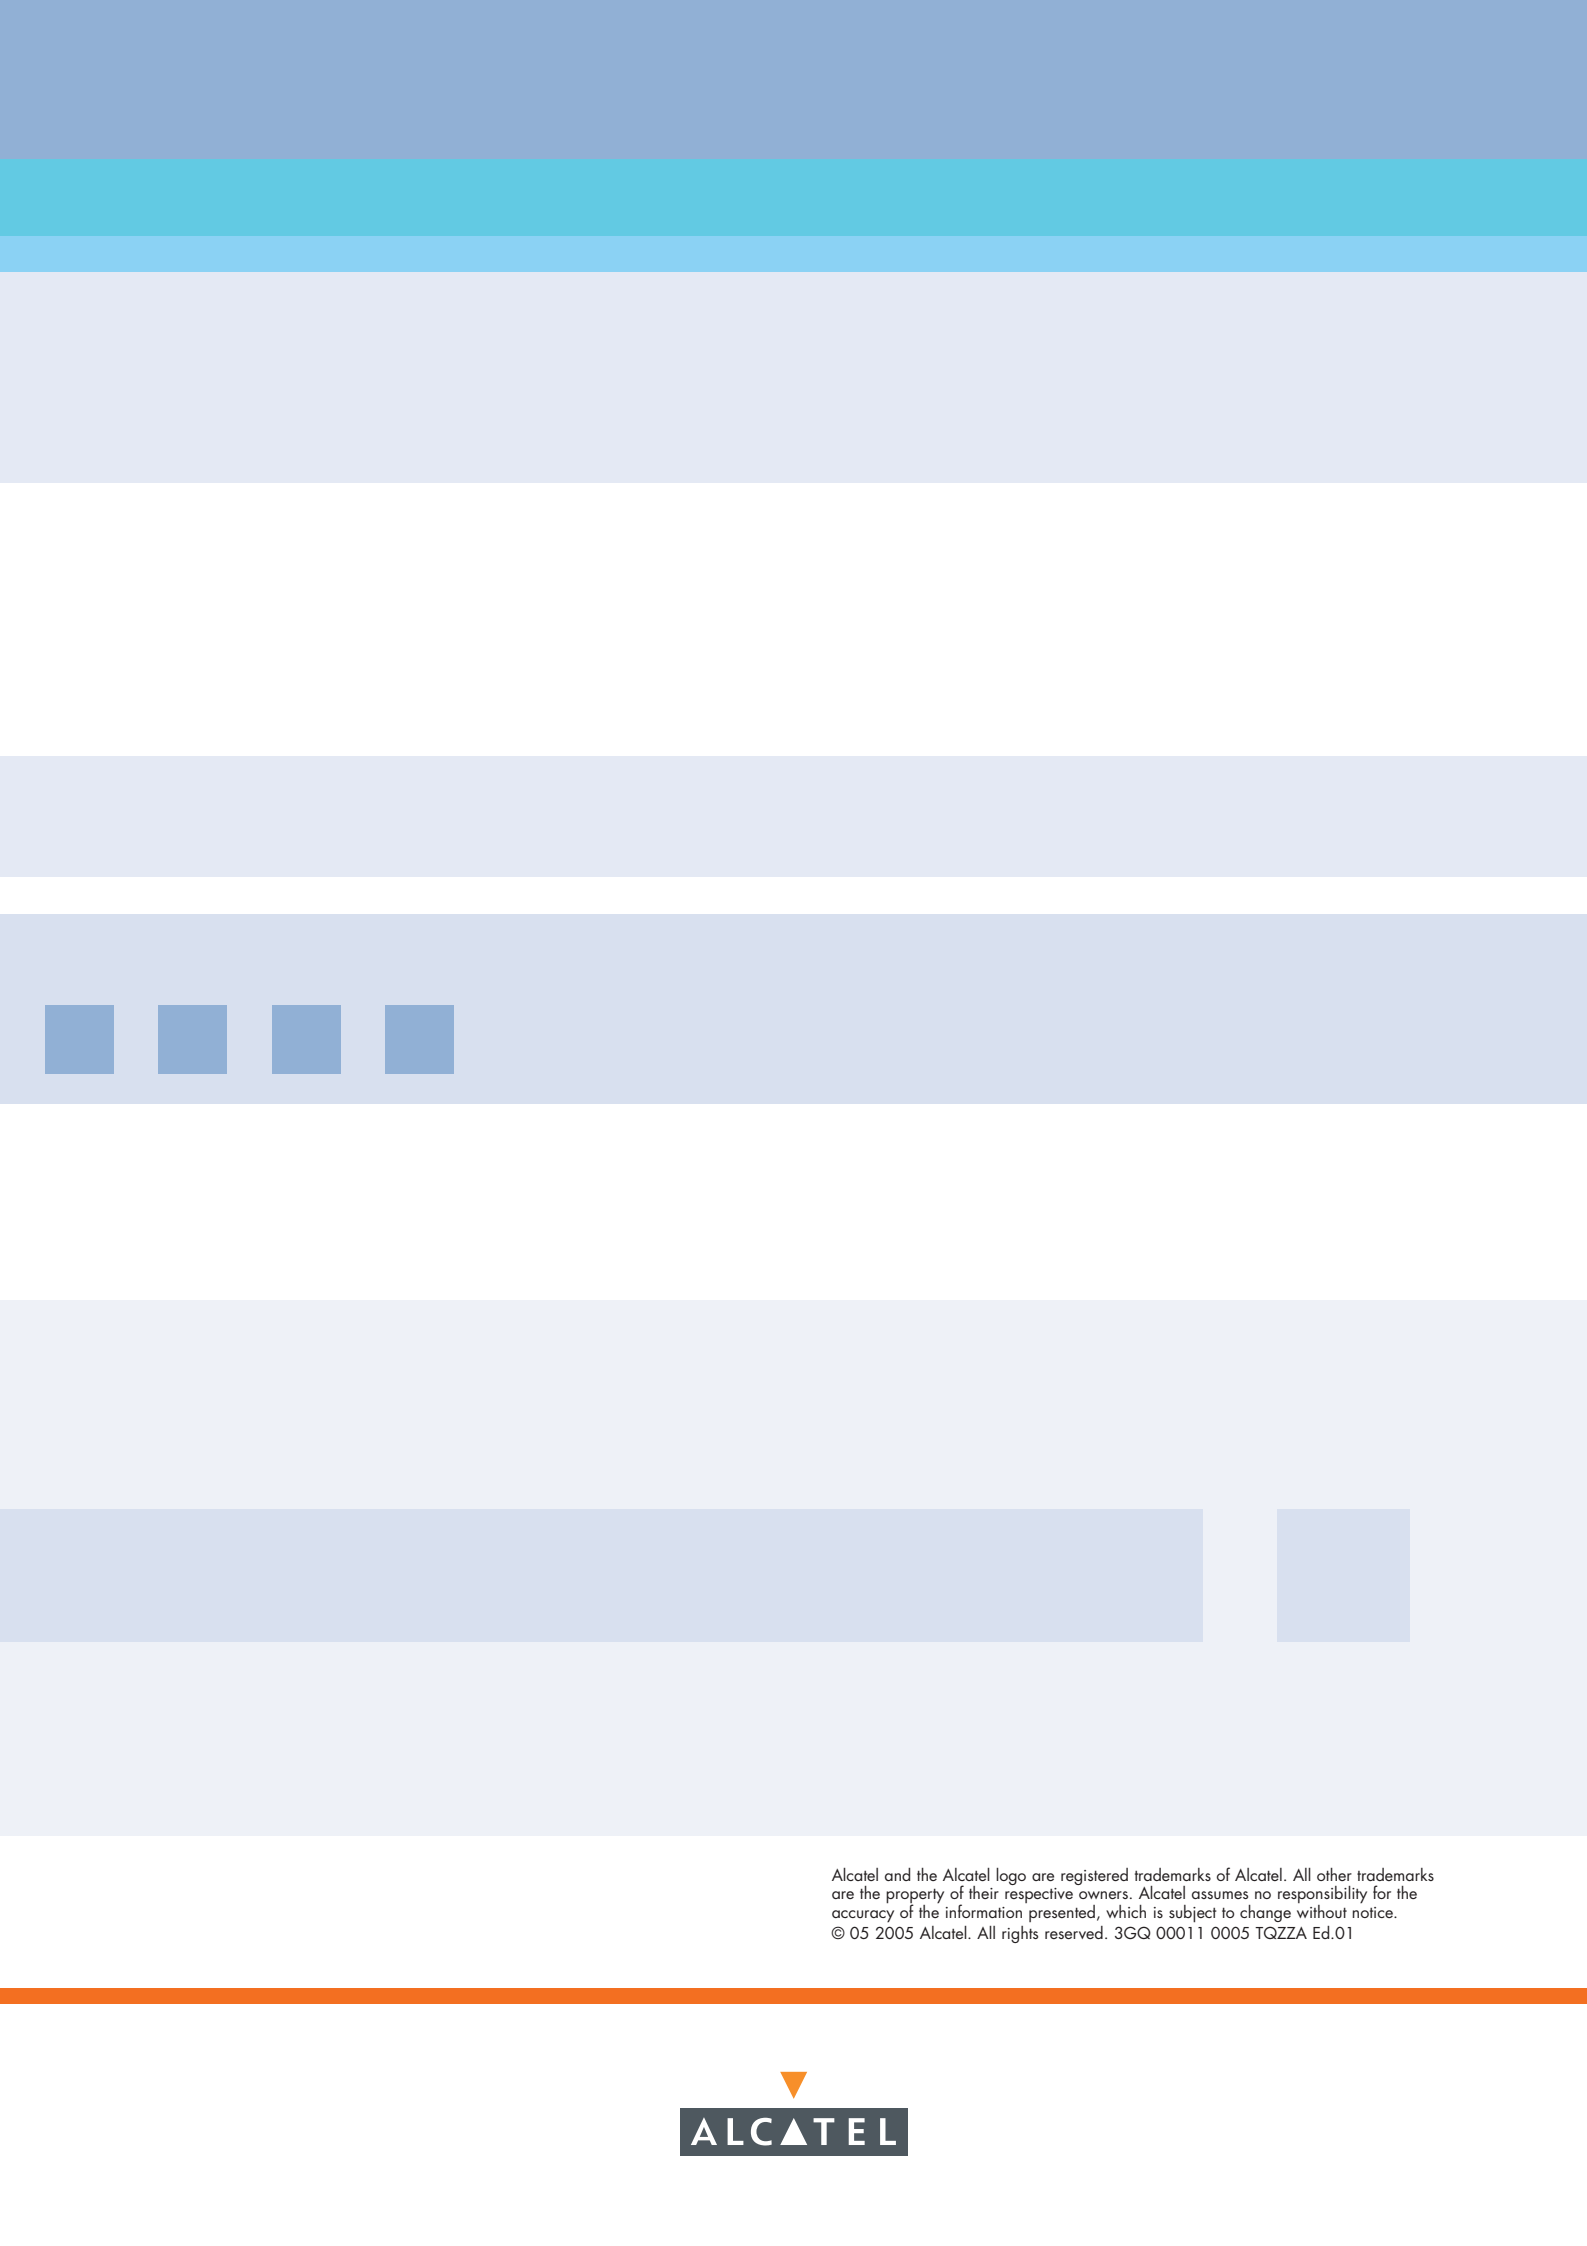 Alcatel and the Alcatel logo are registered trademarks of Alcatel. All other trademarks
are the property of their respective owners. Alcatel assumes no responsibility for the
accuracy of the information presented, which is subject to change without notice.
© 05 2005 Alcatel. All rights reserved. 3GQ 00011 0005 TQZZA Ed.01
ALCATEL